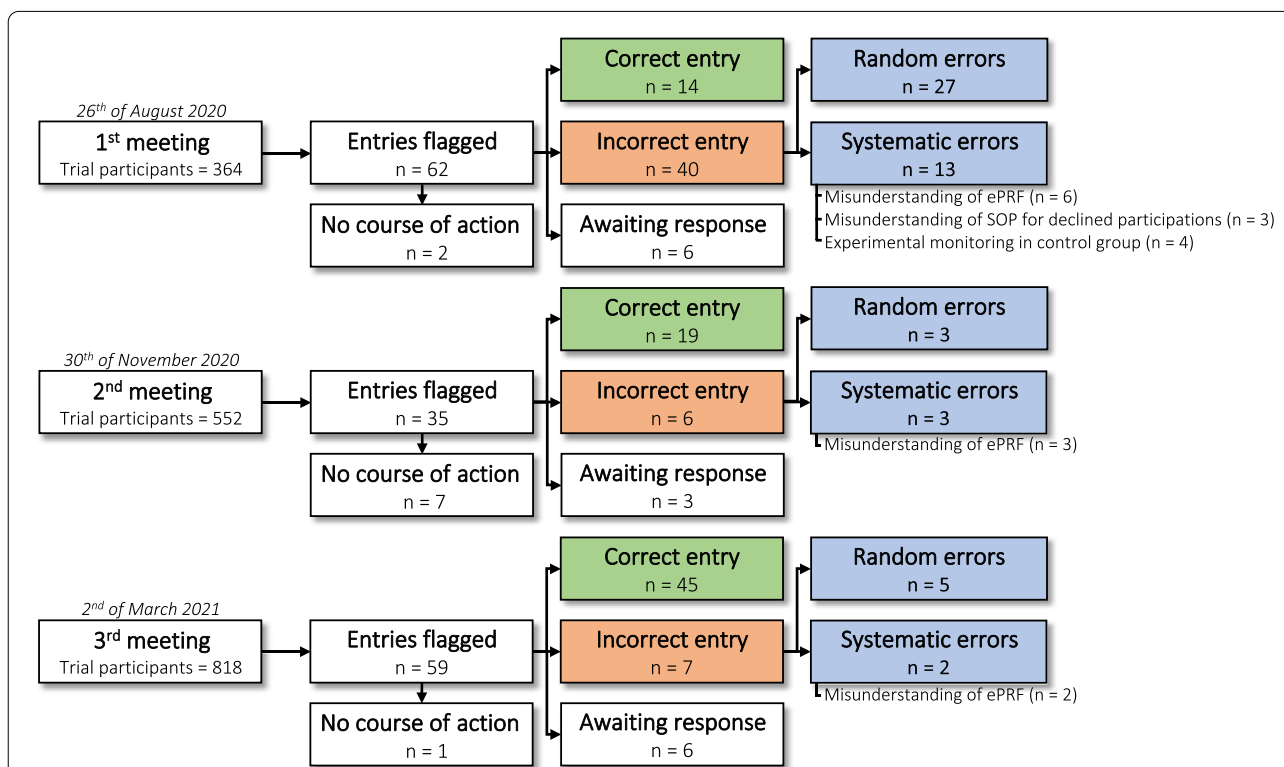 26th of August 2020
1st meeting
Trial participants = 364
Entries flagged
n = 62
No course of action
n = 2
Correct entry
n = 14
Incorrect entry
n = 40
Awaiting response
n = 6
Random errors
n = 27
Systematic errors
n = 13
Misunderstanding of ePRF (n = 6)
Misunderstanding of SOP for declined participations (n = 3)
Experimental monitoring in control group (n = 4)
30th of November 2020
2nd meeting
Trial participants = 552
Entries flagged
n = 35
No course of action
n = 7
Correct entry
n = 19
Incorrect entry
n = 6
Awaiting response
n = 3
Random errors
n = 3
Systematic errors
n = 3
Misunderstanding of ePRF (n = 3)
2nd of March 2021
3rd meeting
Trial participants = 818
Entries flagged
n = 59
No course of action
n = 1
Correct entry
n = 45
Incorrect entry
n = 7
Awaiting response
n = 6
Random errors
n = 5
Systematic errors
n = 2
Misunderstanding of ePRF (n = 2)